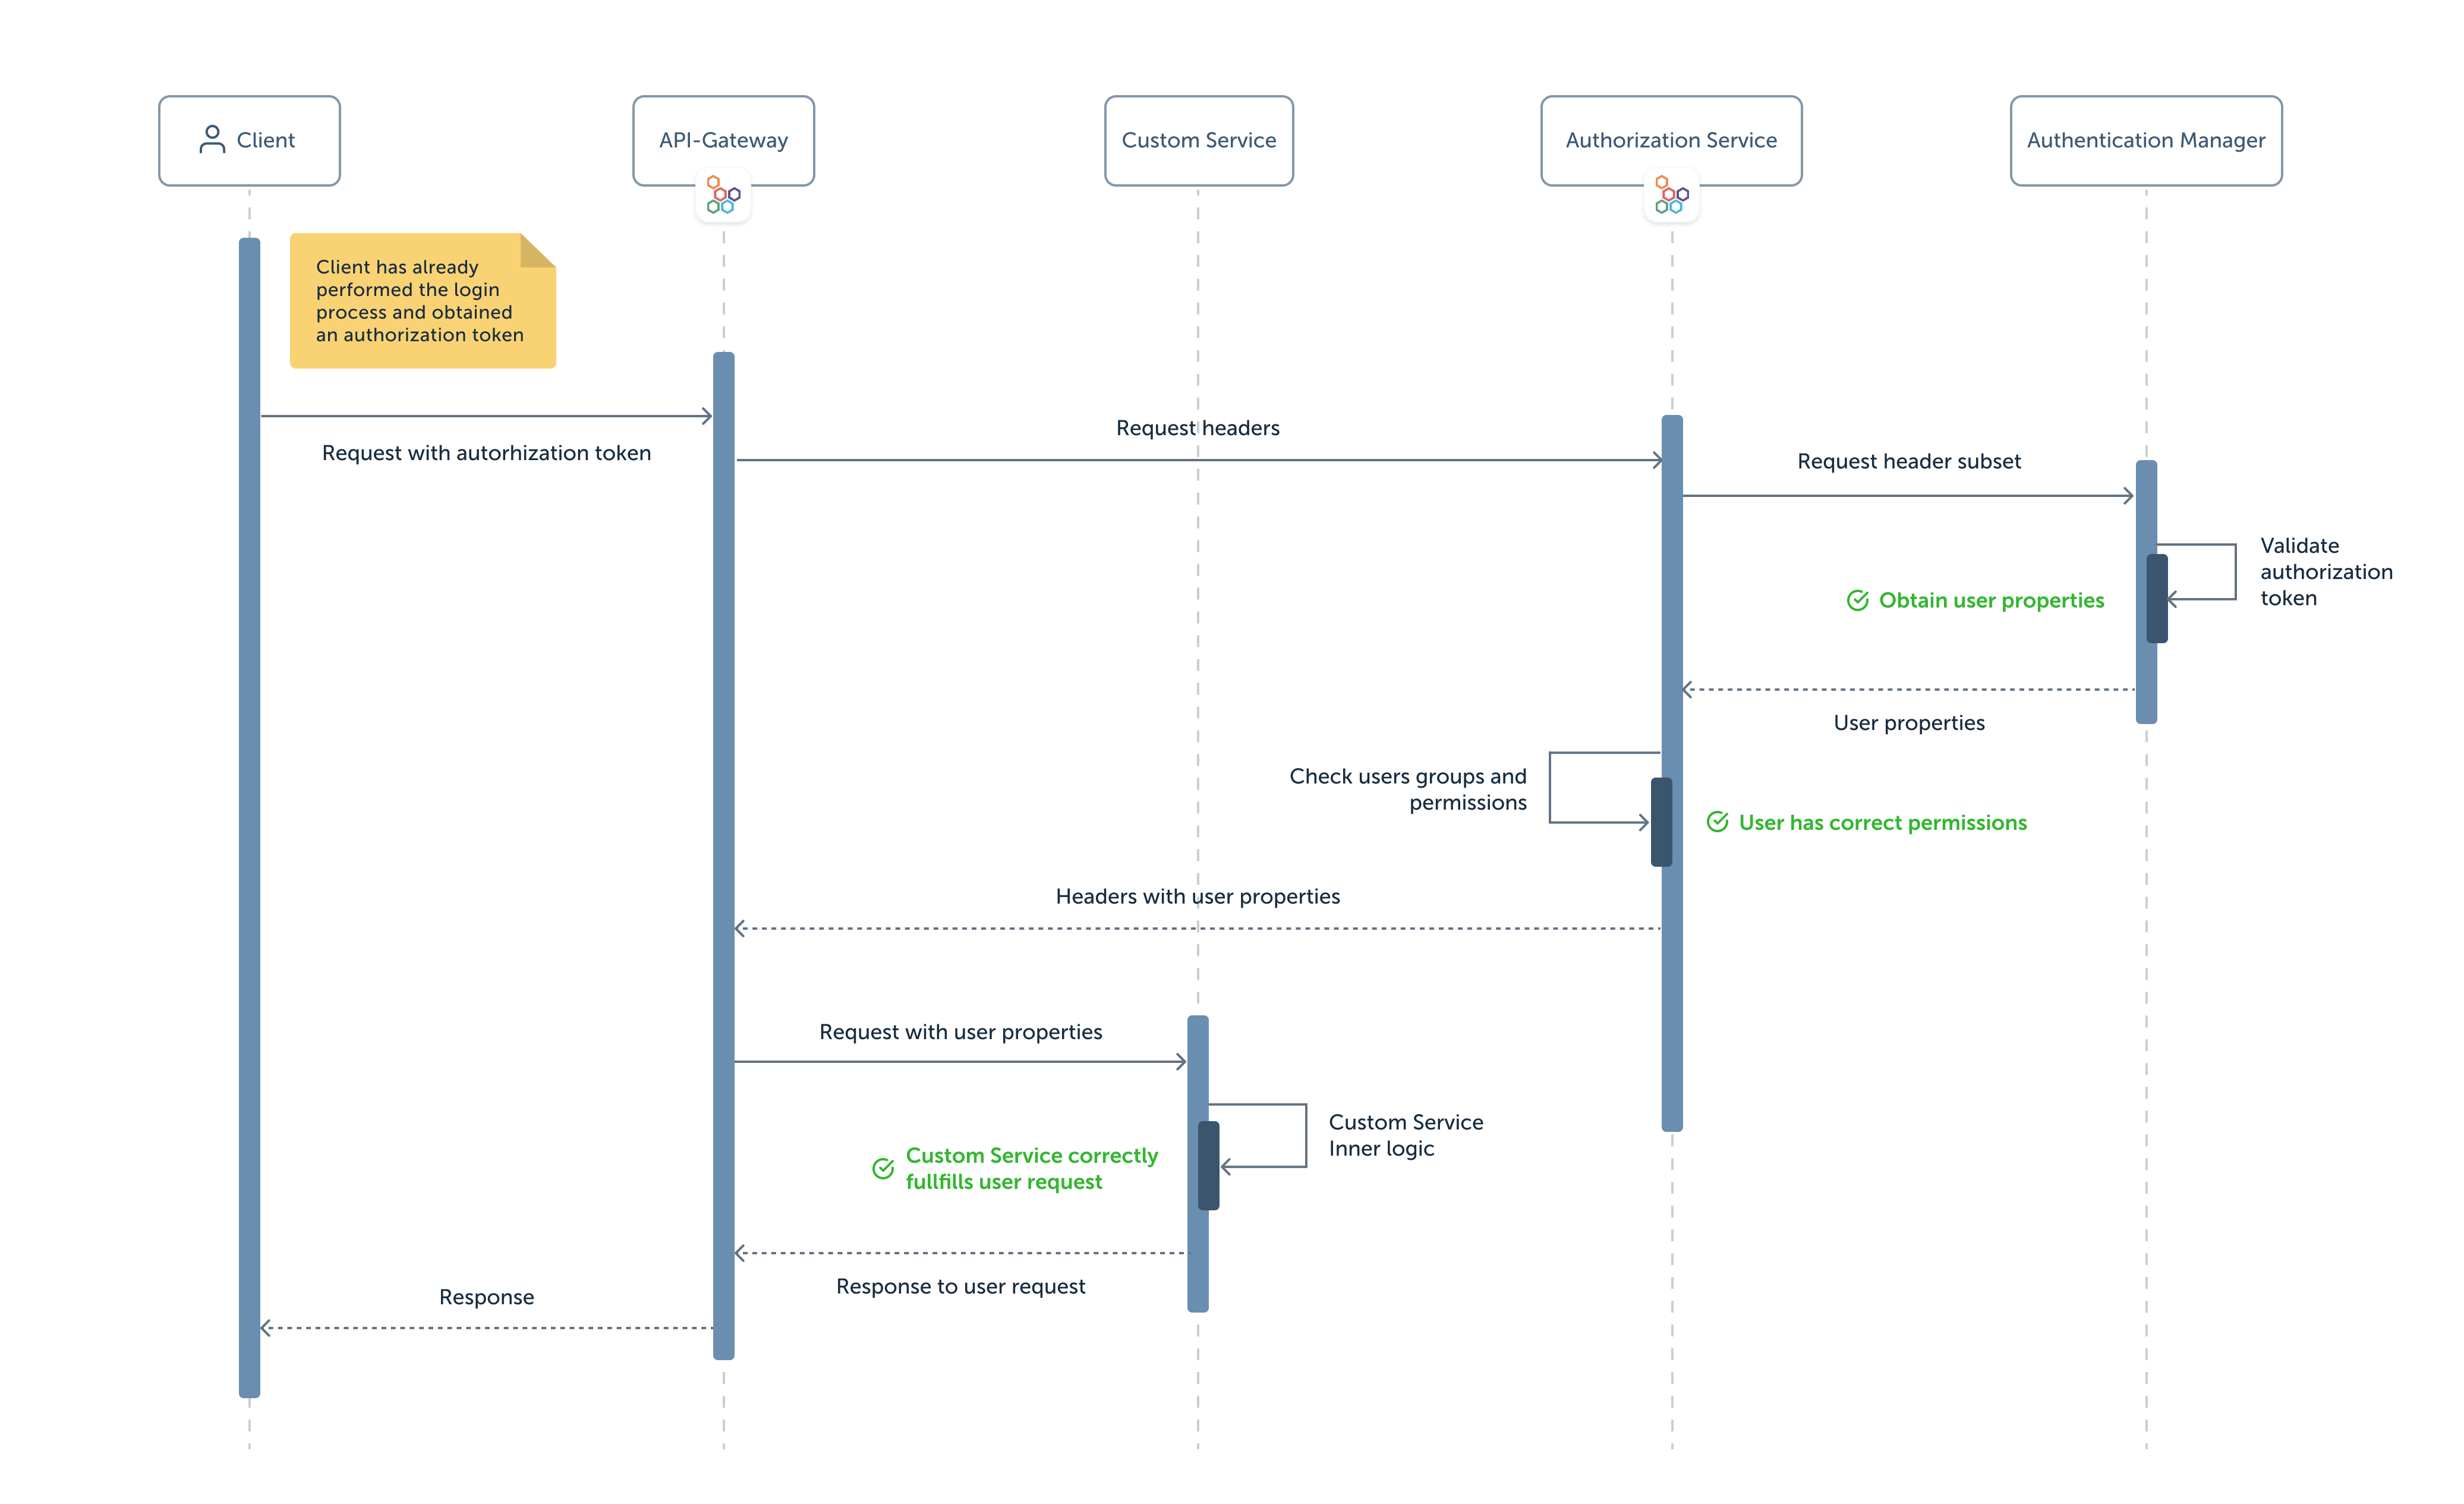 Client
API-Gateway
Custom Service
Authorization Service
Authentication Manager
Client has already
performed the login
process and obtained
an authorization token
Request with autorhization token
Request headers
Request header subset
Validate
authorization
token
Obtain user properties
User properties
Check users groups and
permissions
User has correct permissions
Headers with user properties
Request with user properties
Custom Service
Inner logic
Custom Service correctly
fullfills user request
Response to user request
Response